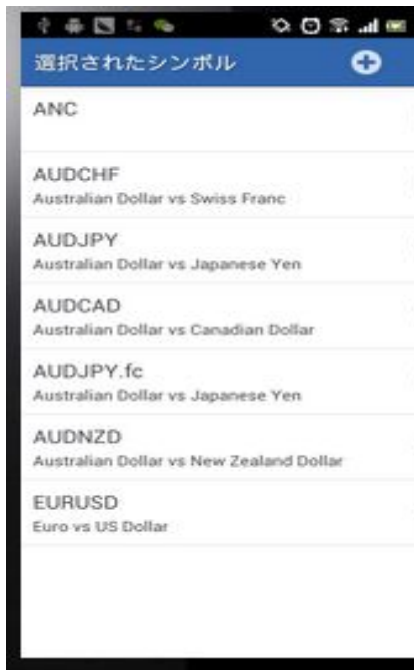 選択されたシンボル
ANC
AUDCHF
Australian Dollar vs Swiss Franc
AUDJPY
Australian Dollar vs Japanese Yen
AUDCAD
Australian Dollar vs Canadian Dollar
AUDJPY.fc
Australian Dollar vs Japanese Yen
AUDNZD
Australian Dollar vs New Zealand Dollar
EURUSD
Euro vs US Dollar